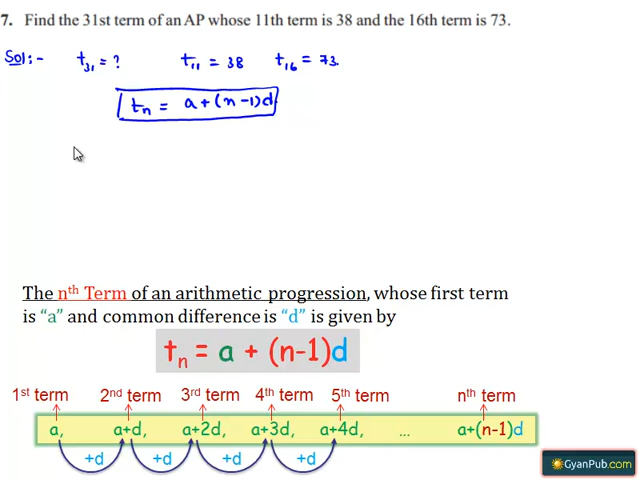 7. Find the 31st term of an AP whose 11th term is 38 and the 16th term is 73.
Sol:- t₃₁ = ? t₁₁ = 38 t₁₆ = 73.
tₙ = a + (n - 1)d
The nᵗʰ Term of an arithmetic progression, whose first term
is “a” and common difference is “d” is given by
tₙ = a + (n-1)d
1ˢᵗ term 2ⁿᵈ term 3ʳᵈ term 4ᵗʰ term 5ᵗʰ term nᵗʰ term
a, a+d, a+2d, a+3d, a+4d, ... a+(n-1)d
+d +d +d +d
GyanPub.com